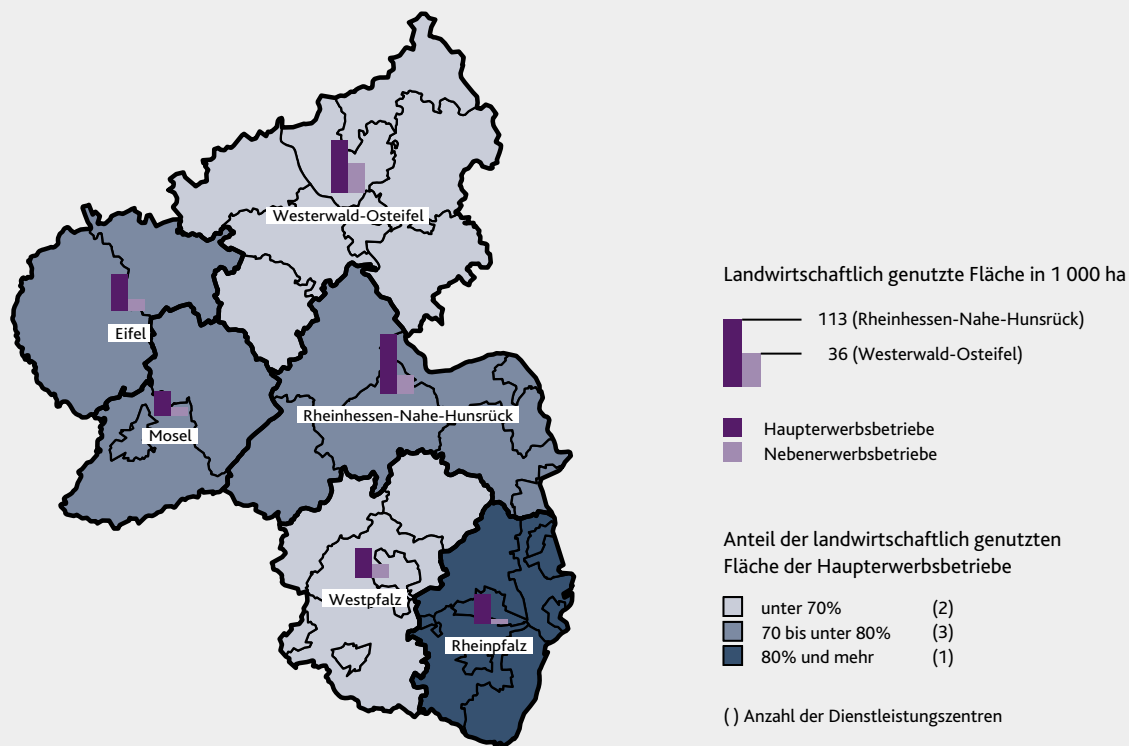 Westerwald-Osteifel
Eifel
Mosel
Rheinhessen-Nahe-Hunsrück
Westpfalz
Rheinpfalz
Landwirtschaftlich genutzte Fläche in 1 000 ha
113 (Rheinhessen-Nahe-Hunsrück)
36 (Westerwald-Osteifel)
Haupterwerbsbetriebe
Nebenerwerbsbetriebe
Anteil der landwirtschaftlich genutzten
Fläche der Haupterwerbsbetriebe
unter 70% (2)
70 bis unter 80% (3)
80% und mehr (1)
( ) Anzahl der Dienstleistungszentren